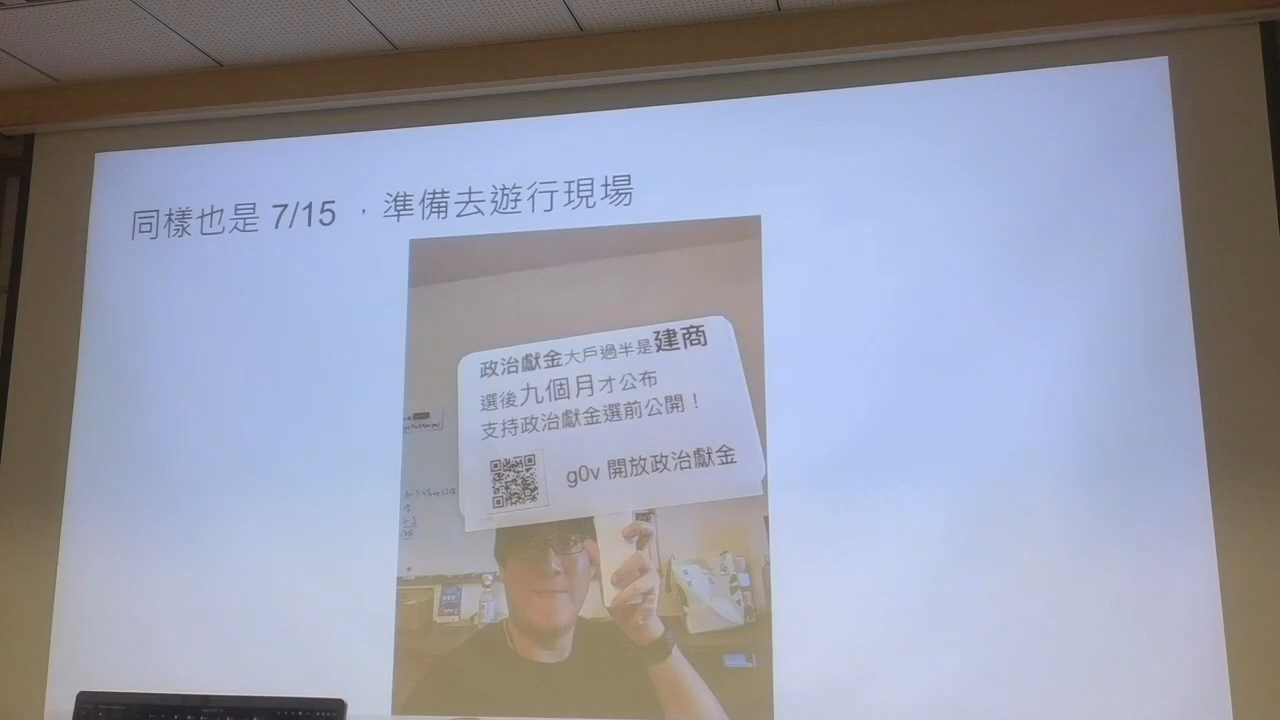 同樣也是 7/15 ，準備去遊行現場
政治獻金大戶過半是建商
選後九個月才公布
支持政治獻金選前公開！
g0v 開放政治獻金